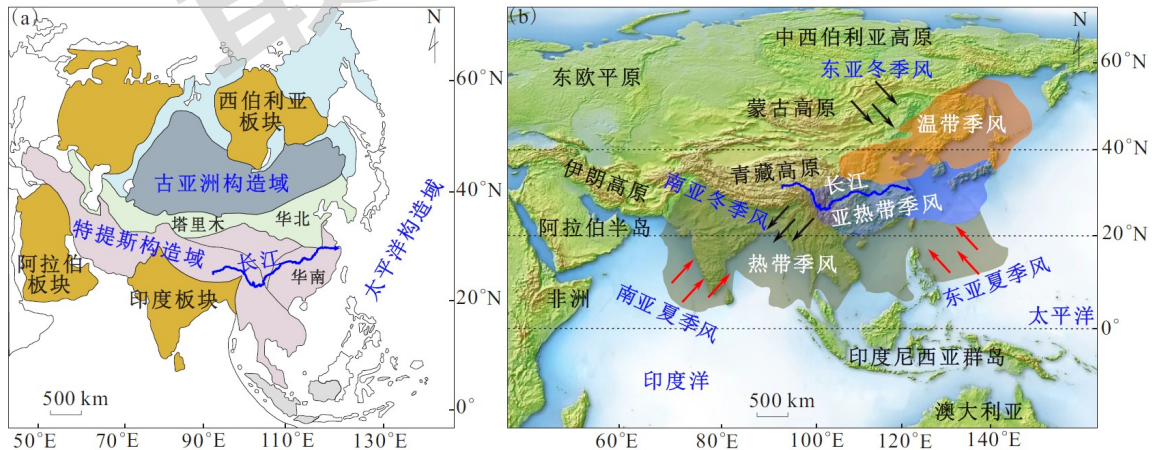 (a)
N
西伯利亚
板块
古亚洲构造域
塔里木
华北
特提斯构造域
长江
华南
阿拉伯
板块
印度板块
太平洋构造域
500 km
60°N
40°N
20°N
0°
50°E
70°E
90°E
110°E
130°E
(b)
N
中西伯利亚高原
东欧平原
东亚冬季风
蒙古高原
温带季风
青藏高原
伊朗高原
长江
南亚冬季风
亚热带季风
阿拉伯半岛
热带季风
非洲
南亚夏季风
东亚夏季风
太平洋
印度尼西亚群岛
印度洋
500 km
澳大利亚
60°N
40°N
20°N
0°
60°E
80°E
100°E
120°E
140°E